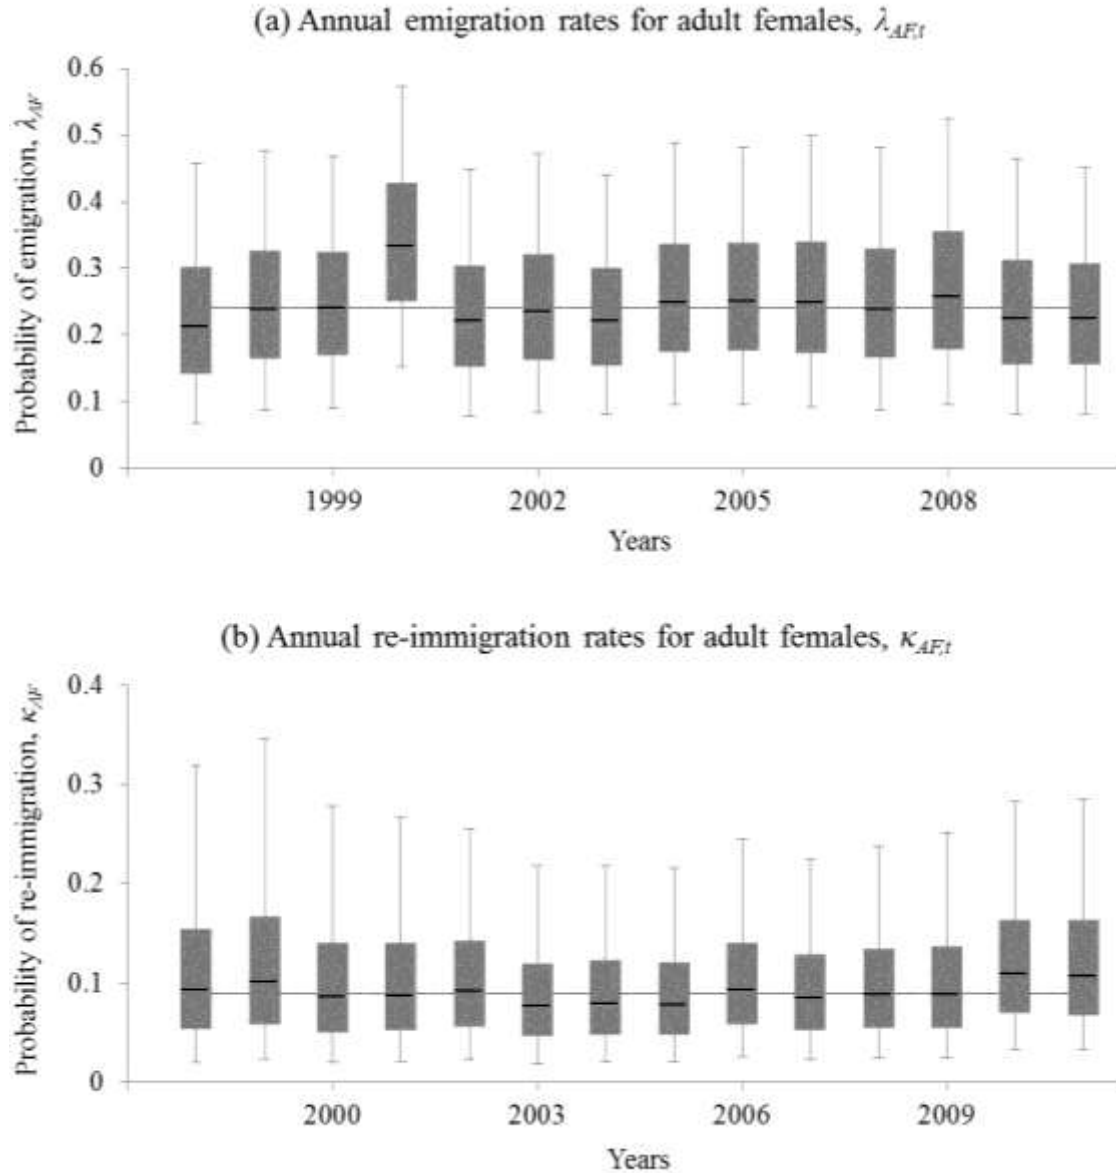 (a) Annual emigration rates for adult females, λAF,t
Probability of emigration, λAF
0.6
0.5
0.4
0.3
0.2
0.1
0
1999 2002 2005 2008
Years
(b) Annual re-immigration rates for adult females, κAF,t
Probability of re-immigration, κAF
0.4
0.3
0.2
0.1
0
2000 2003 2006 2009
Years